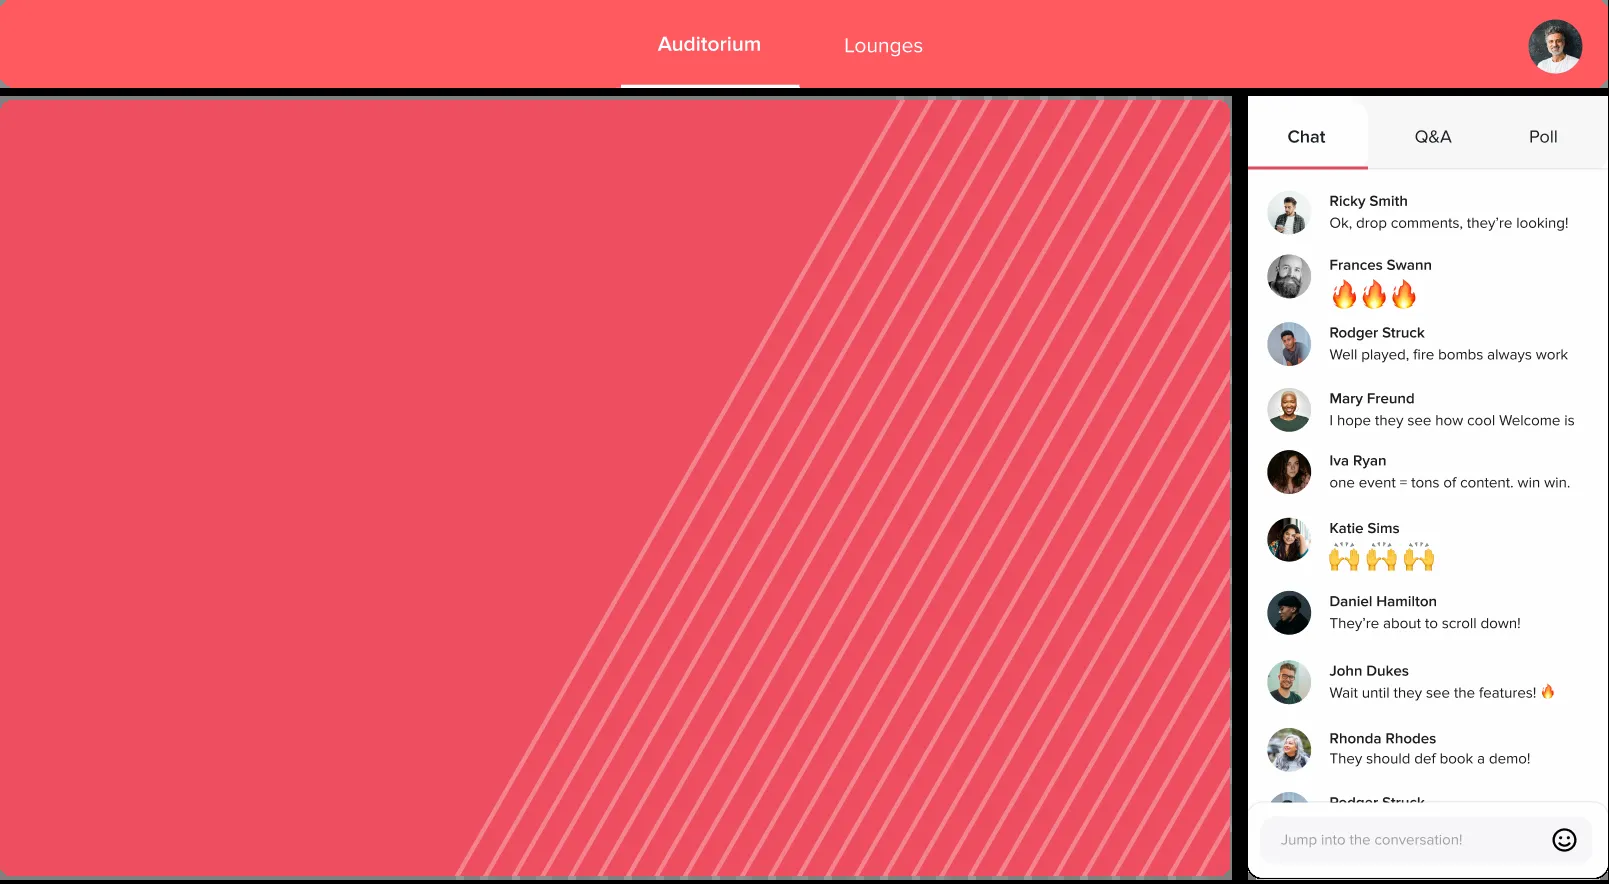 Auditorium
Lounges
Chat
Q&A
Poll
Ricky Smith
Ok, drop comments, they’re looking!
Frances Swann
🔥🔥🔥
Rodger Struck
Well played, fire bombs always work
Mary Freund
I hope they see how cool Welcome is
Iva Ryan
one event = tons of content. win win.
Katie Sims
🙌🙌🙌
Daniel Hamilton
They’re about to scroll down!
John Dukes
Wait until they see the features! 🔥
Rhonda Rhodes
They should def book a demo!
Rodger Struck
Jump into the conversation!